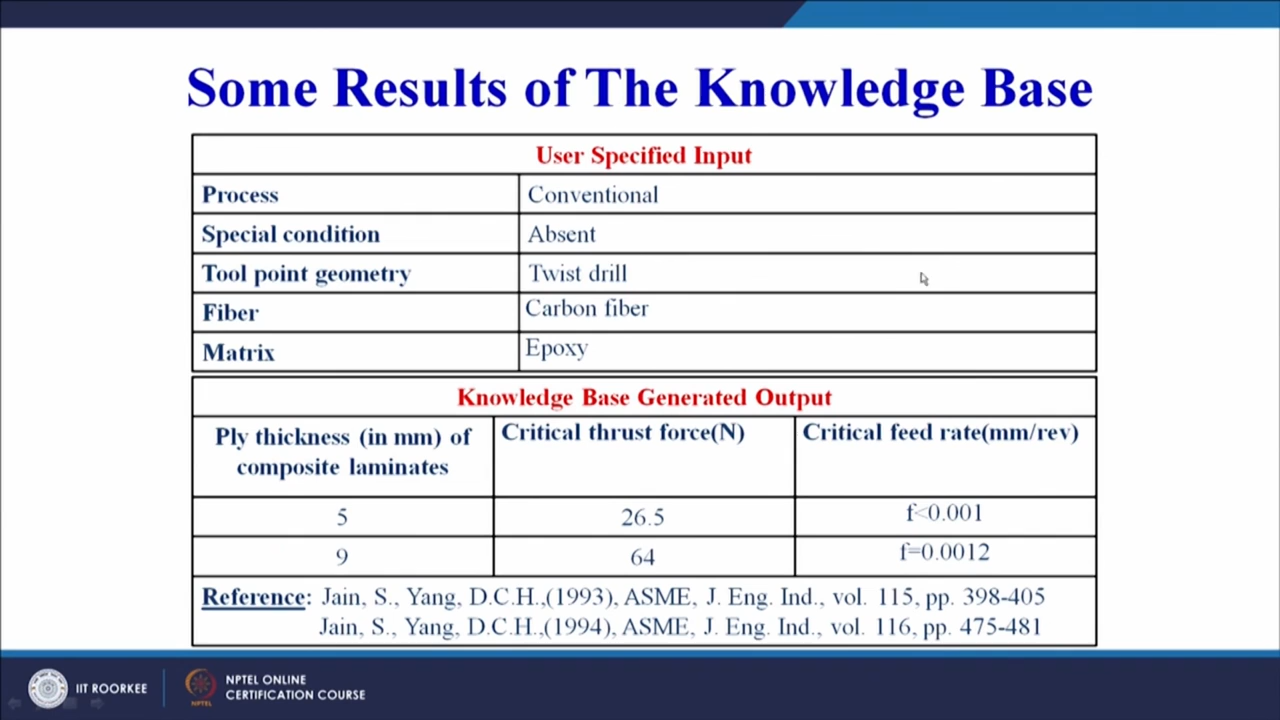 Some Results of The Knowledge Base
User Specified Input
Process Conventional
Special condition Absent
Tool point geometry Twist drill
Fiber Carbon fiber
Matrix Epoxy
Knowledge Base Generated Output
Ply thickness (in mm) of composite laminates Critical thrust force(N) Critical feed rate(mm/rev)
5 26.5 f<0.001
9 64 f=0.0012
Reference: Jain, S., Yang, D.C.H.,(1993), ASME, J. Eng. Ind., vol. 115, pp. 398-405
Jain, S., Yang, D.C.H.,(1994), ASME, J. Eng. Ind., vol. 116, pp. 475-481
IIT ROORKEE
NPTEL
NPTEL ONLINE
CERTIFICATION COURSE